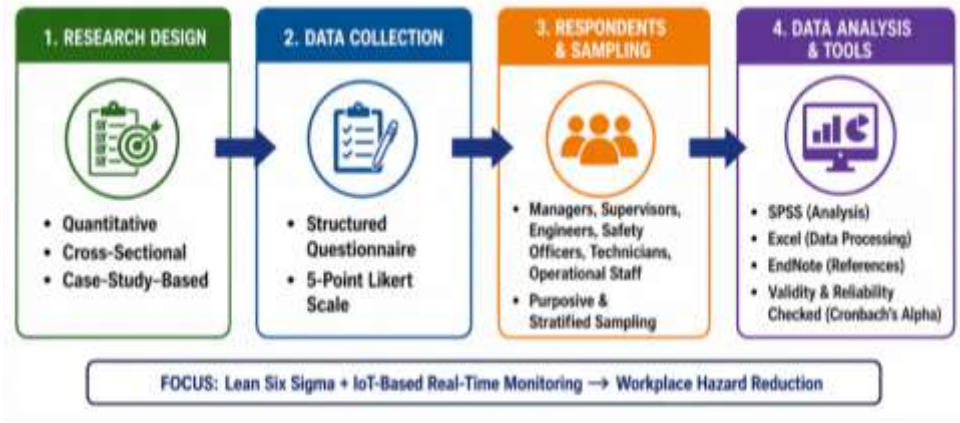 1. RESEARCH DESIGN
• Quantitative
• Cross-Sectional
• Case-Study-Based
2. DATA COLLECTION
• Structured
Questionnaire
• 5-Point Likert
Scale
3. RESPONDENTS
& SAMPLING
• Managers, Supervisors,
Engineers, Safety
Officers, Technicians,
Operational Staff
• Purposive &
Stratified Sampling
4. DATA ANALYSIS
& TOOLS
• SPSS (Analysis)
• Excel (Data Processing)
• EndNote (References)
• Validity & Reliability
Checked (Cronbach's Alpha)
FOCUS: Lean Six Sigma + IoT-Based Real-Time Monitoring → Workplace Hazard Reduction